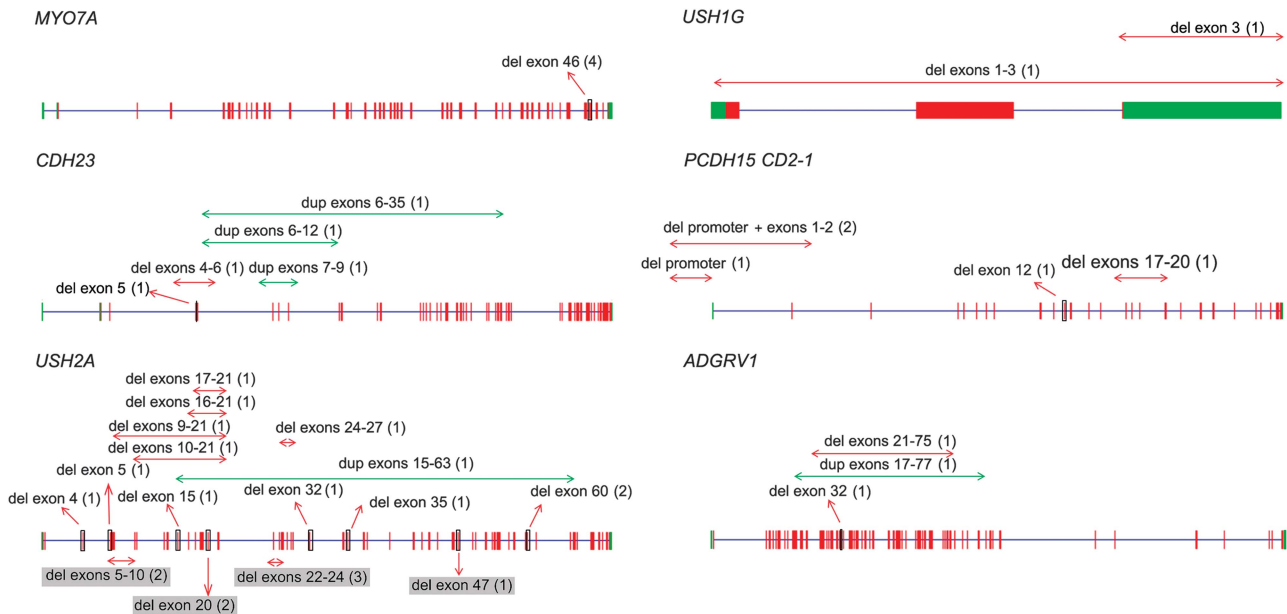 MYO7A
del exon 46 (4)
USH1G
del exon 3 (1)
del exons 1-3 (1)
CDH23
dup exons 6-35 (1)
dup exons 6-12 (1)
del exons 4-6 (1)
dup exons 7-9 (1)
del exon 5 (1)
PCDH15 CD2-1
del promoter + exons 1-2 (2)
del promoter (1)
del exon 12 (1)
del exons 17-20 (1)
USH2A
del exons 17-21 (1)
del exons 16-21 (1)
del exons 9-21 (1)
del exons 10-21 (1)
del exons 24-27 (1)
del exon 5 (1)
dup exons 15-63 (1)
del exon 4 (1)
del exon 15 (1)
del exon 32 (1)
del exon 35 (1)
del exon 60 (2)
del exons 5-10 (2)
del exon 20 (2)
del exons 22-24 (3)
del exon 47 (1)
ADGRV1
del exons 21-75 (1)
dup exons 17-77 (1)
del exon 32 (1)